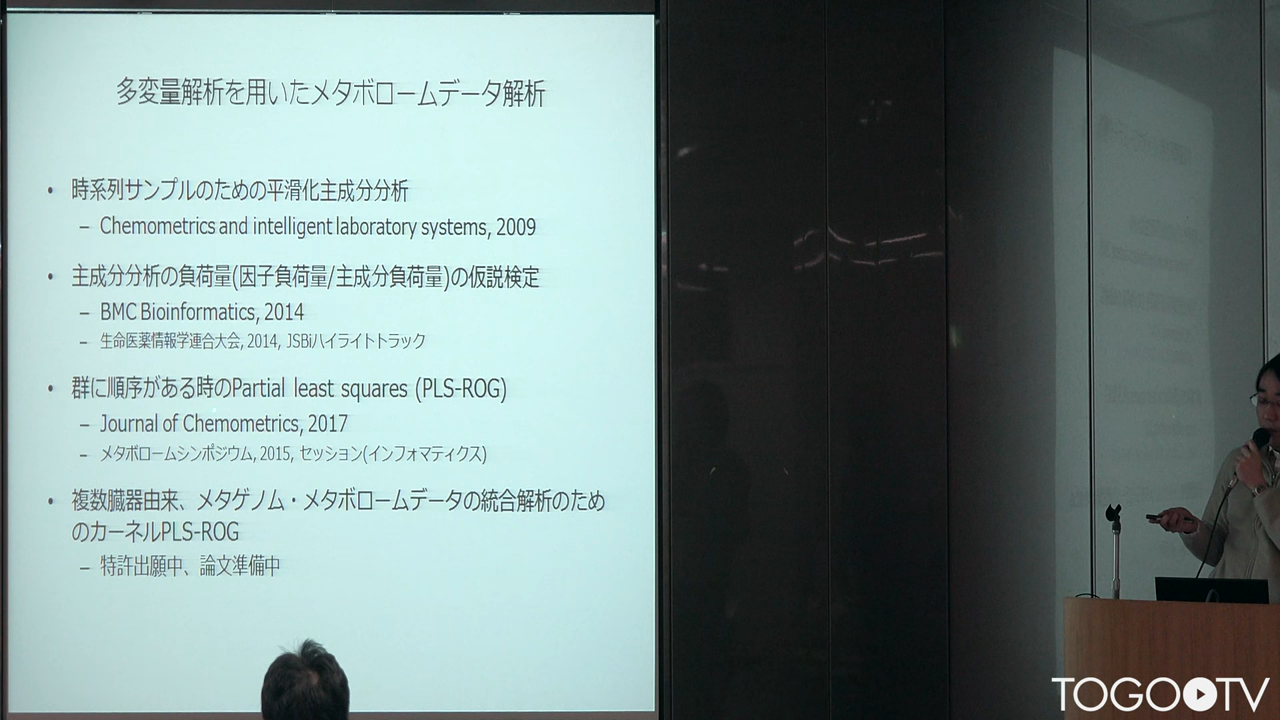 多変量解析を用いたメタボロームデータ解析
• 時系列サンプルのための平滑化主成分分析
– Chemometrics and intelligent laboratory systems, 2009
• 主成分分析の負荷量(因子負荷量/主成分負荷量)の仮説検定
– BMC Bioinformatics, 2014
– 生命医薬情報学連合大会, 2014, JSBiハイライトトラック
• 群に順序がある時のPartial least squares (PLS-ROG)
– Journal of Chemometrics, 2017
– メタボロームシンポジウム, 2015, セッション(インフォマティクス)
• 複数臓器由来、メタゲノム・メタボロームデータの統合解析のため
のカーネルPLS-ROG
– 特許出願中、論文準備中
TOGO TV